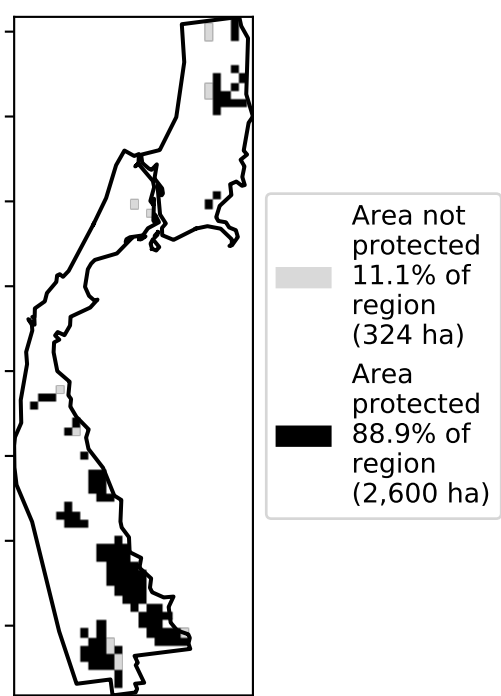 Area not
protected
11.1% of
region
(324 ha)
Area
protected
88.9% of
region
(2,600 ha)